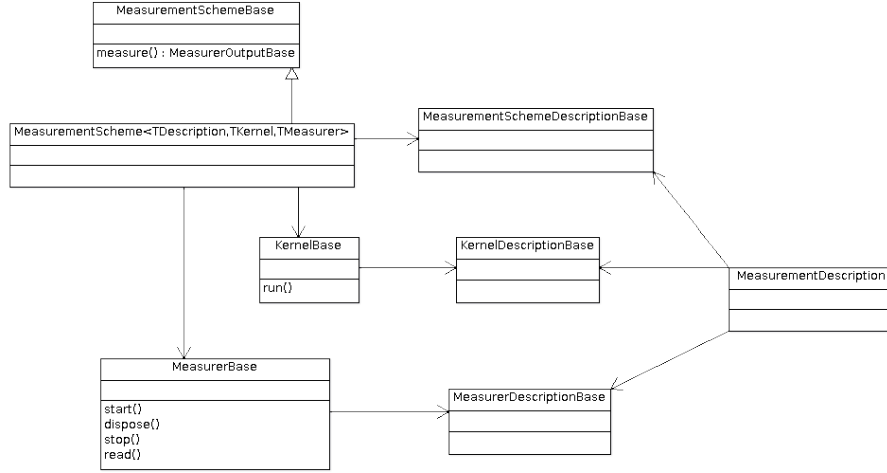 MeasurementSchemeBase
measure() : MeasurerOutputBase
MeasurementScheme<TDescription,TKernel,TMeasurer>
MeasurementSchemeDescriptionBase
KernelBase
run()
KernelDescriptionBase
MeasurementDescription
MeasurerBase
start()
dispose()
stop()
read()
MeasurerDescriptionBase